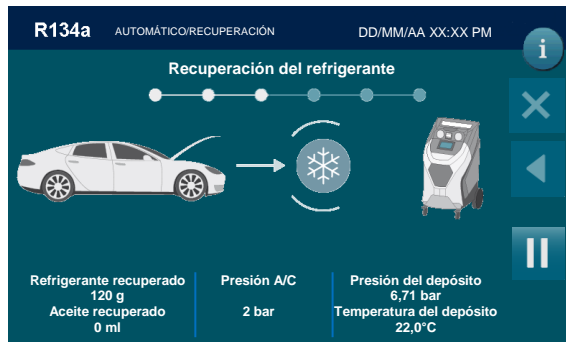 R134a AUTOMÁTICO/RECUPERACIÓN DD/MM/AA XX:XX PM
i
Recuperación del refrigerante
Refrigerante recuperado
120 g
Aceite recuperado
0 ml
Presión A/C
2 bar
Presión del depósito
6,71 bar
Temperatura del depósito
22,0°C